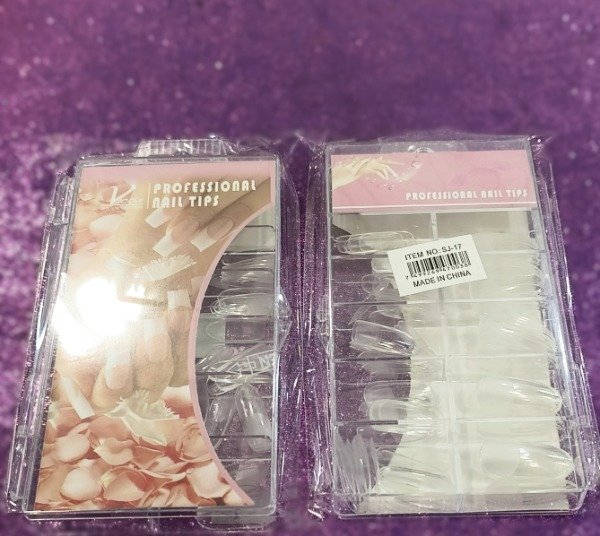 PROFESSIONAL
NAIL TIPS
PROFESSIONAL NAIL TIPS
ITEM NO: SJ-17
MADE IN CHINA